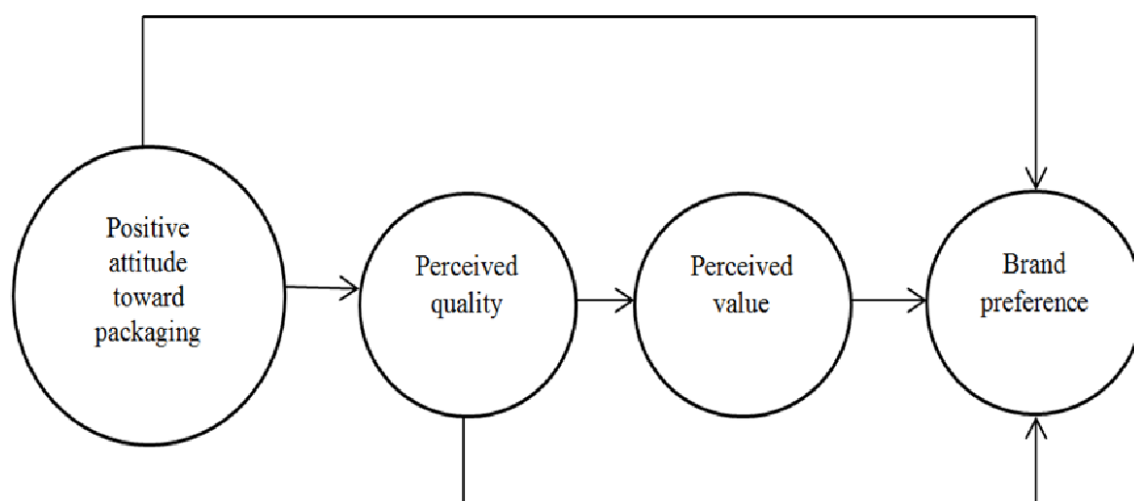 Positive
attitude
toward
packaging
Perceived
quality
Perceived
value
Brand
preference